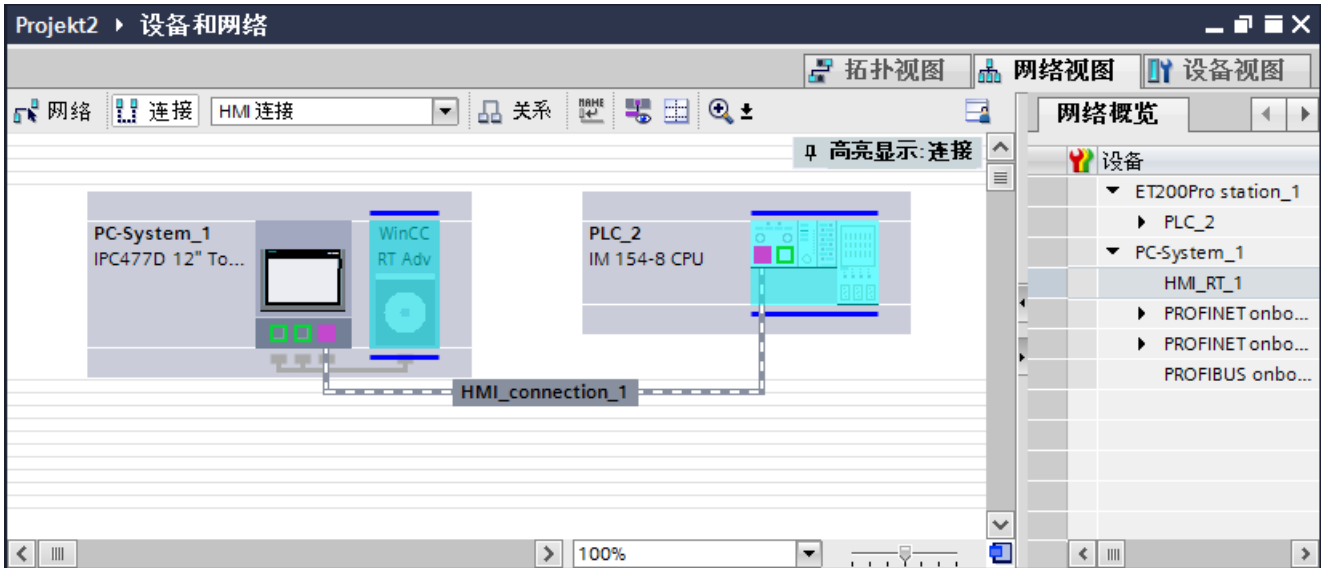 Projekt2 ▸ 设备和网络
拓扑视图 网络视图 设备视图
网络 连接 HMI 连接 关系 NAME 网络概览
高亮显示: 连接
设备
ET200Pro station_1
PLC_2
PC-System_1
HMI_RT_1
PROFINET onbo...
PROFINET onbo...
PROFIBUS onbo...
PC-System_1
IPC477D 12" To...
WinCC
RT Adv
PLC_2
IM 154-8 CPU
HMI_connection_1
100%